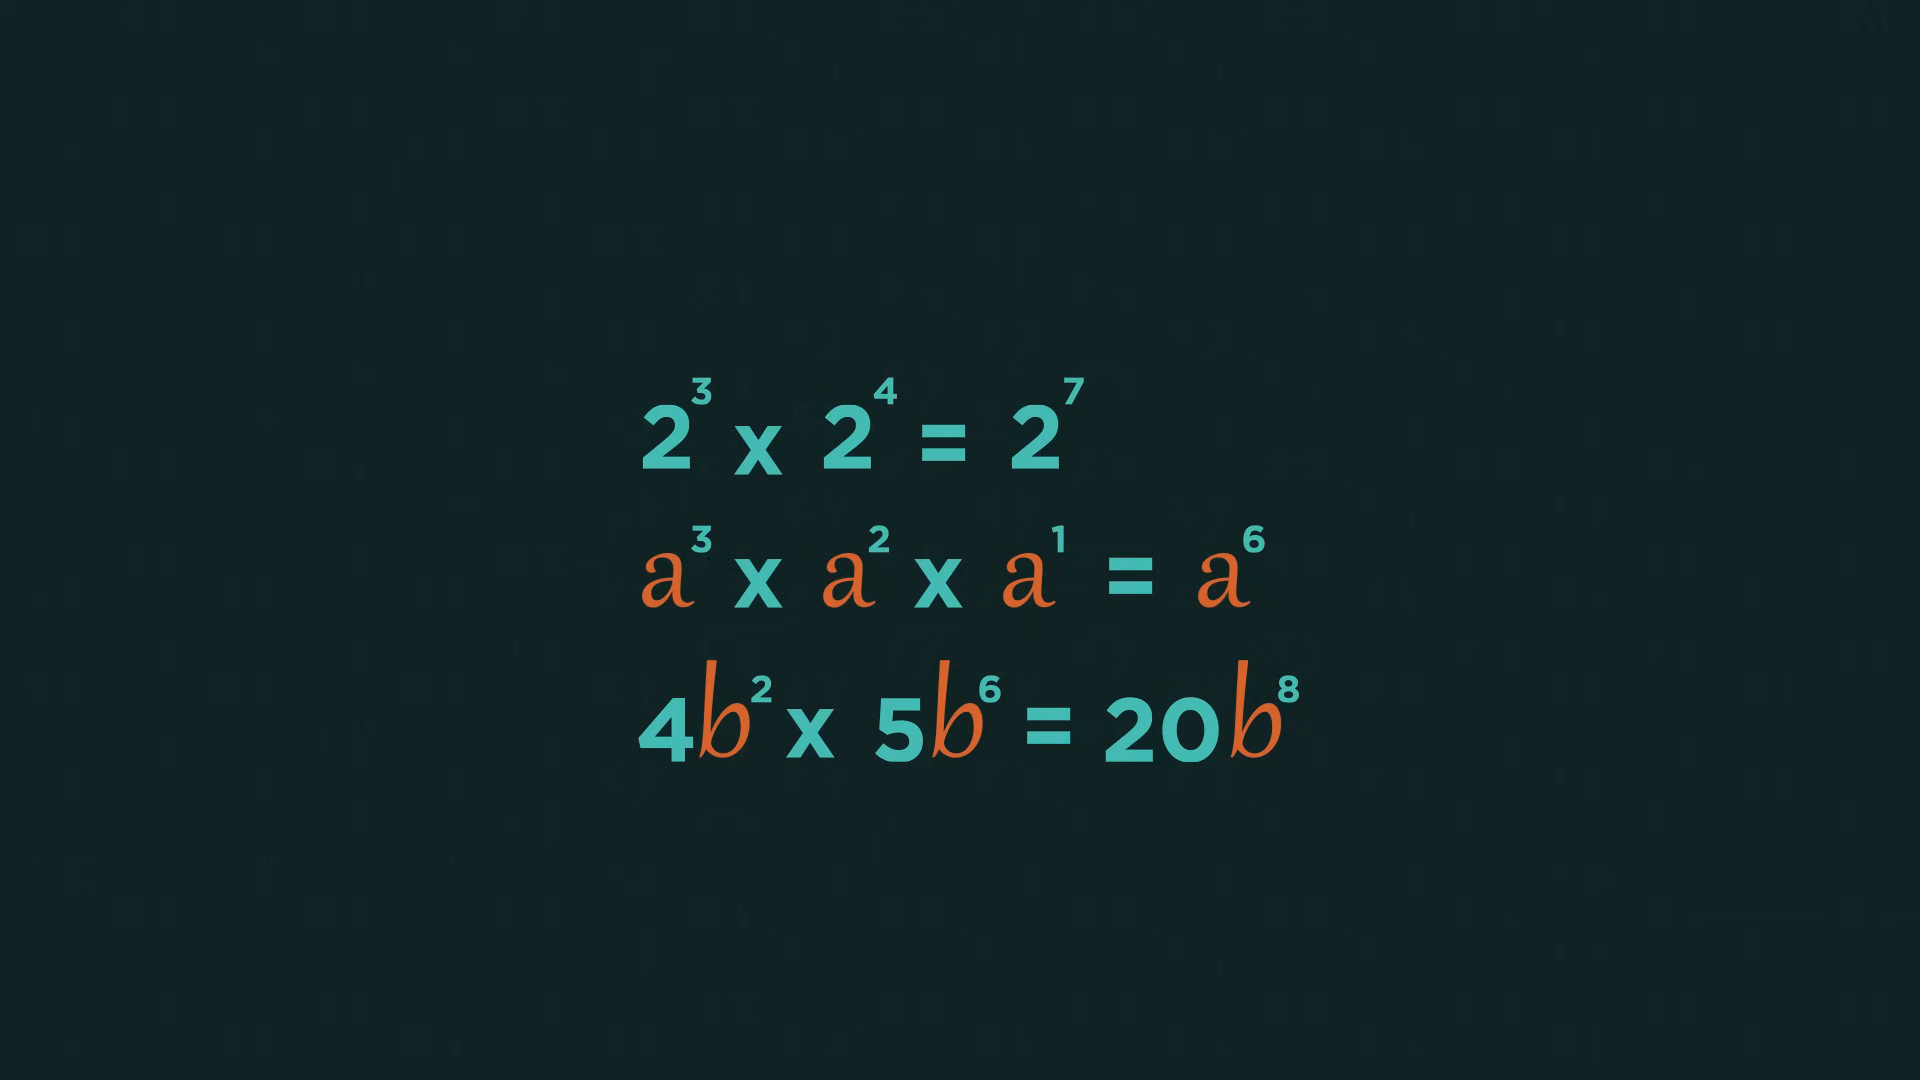 2³ x 2⁴ = 2⁷
a³ x a² x a¹ = a⁶
4b² x 5b⁶ = 20b⁸